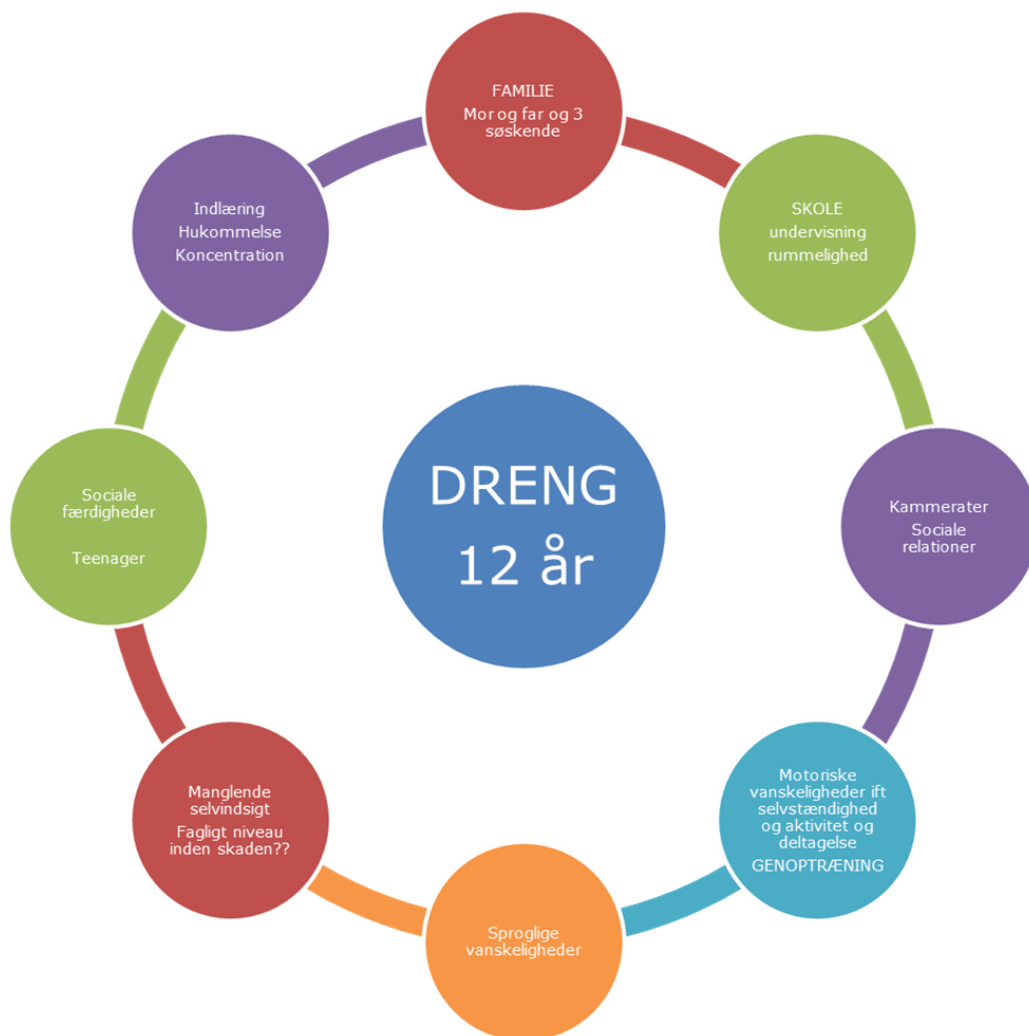 FAMILIE
Mor og far og 3
søskende
SKOLE
undervisning
rummelighed
Kammerater
Sociale
relationer
Motoriske
vanskeligheder ift
selvstændighed
og aktivitet og
deltagelse
GENOPTRÆNING
Sproglige
vanskeligheder
Manglende
selvindsigt
Fagligt niveau
inden skaden??
Sociale
færdigheder
Teenager
Indlæring
Hukommelse
Koncentration
DRENG
12 år